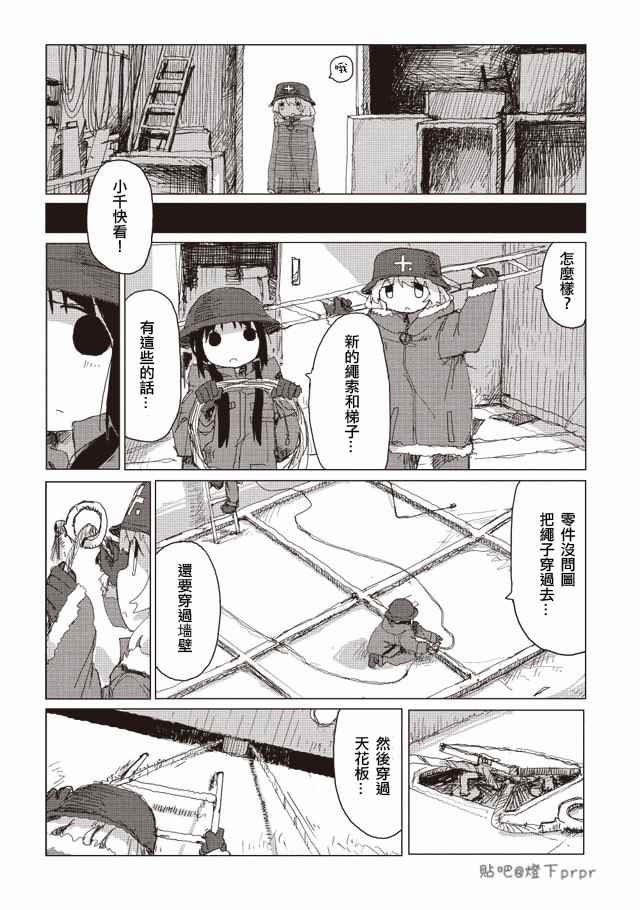 哦
小千快看！
怎麼樣？
新的繩索和梯子…
有這些的話…
零件沒問圖
把繩子穿過去…
還要穿過墙壁
然後穿過
天花板…
貼吧@燈下prpr